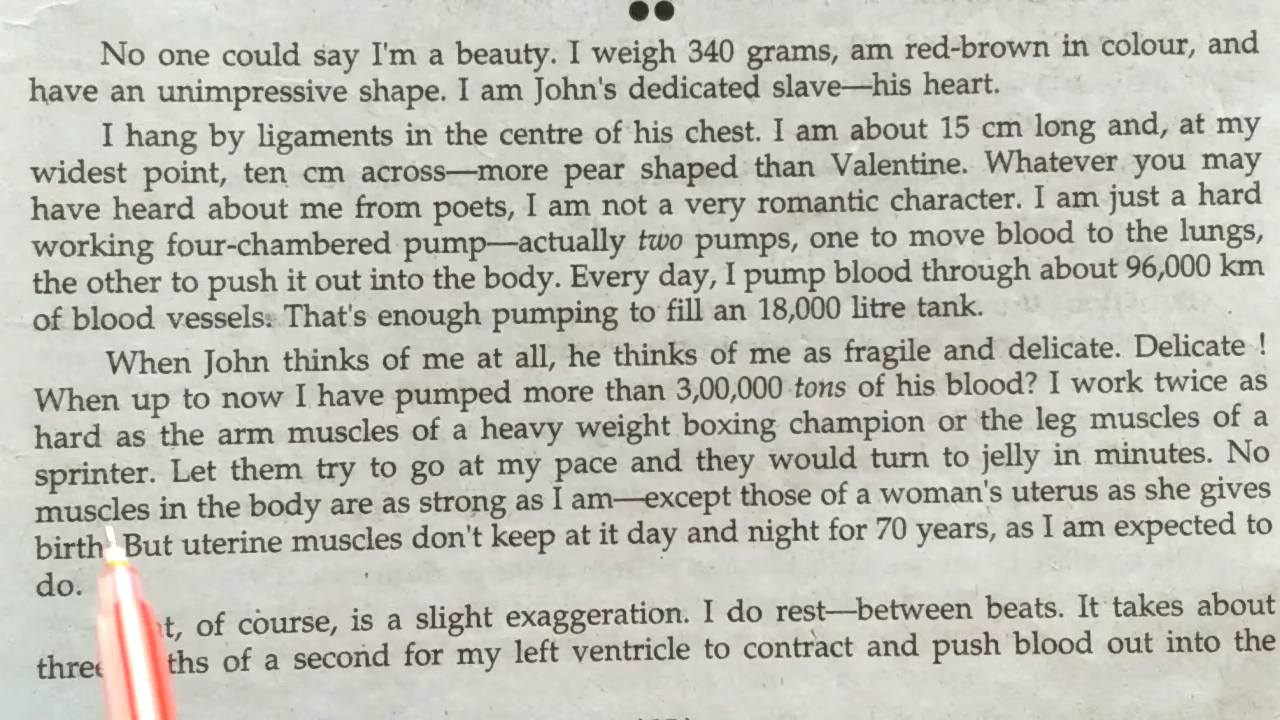 No one could say I'm a beauty. I weigh 340 grams, am red-brown in colour, and
have an unimpressive shape. I am John's dedicated slave—his heart.
I hang by ligaments in the centre of his chest. I am about 15 cm long and, at my
widest point, ten cm across—more pear shaped than Valentine. Whatever you may
have heard about me from poets, I am not a very romantic character. I am just a hard
working four-chambered pump—actually two pumps, one to move blood to the lungs,
the other to push it out into the body. Every day, I pump blood through about 96,000 km
of blood vessels. That's enough pumping to fill an 18,000 litre tank.
When John thinks of me at all, he thinks of me as fragile and delicate. Delicate !
When up to now I have pumped more than 3,00,000 tons of his blood? I work twice as
hard as the arm muscles of a heavy weight boxing champion or the leg muscles of a
sprinter. Let them try to go at my pace and they would turn to jelly in minutes. No
muscles in the body are as strong as I am—except those of a woman's uterus as she gives
birth. But uterine muscles don't keep at it day and night for 70 years, as I am expected to
do.
of course, is a slight exaggeration. I do rest—between beats. It takes about
three of a second for my left ventricle to contract and push blood out into the